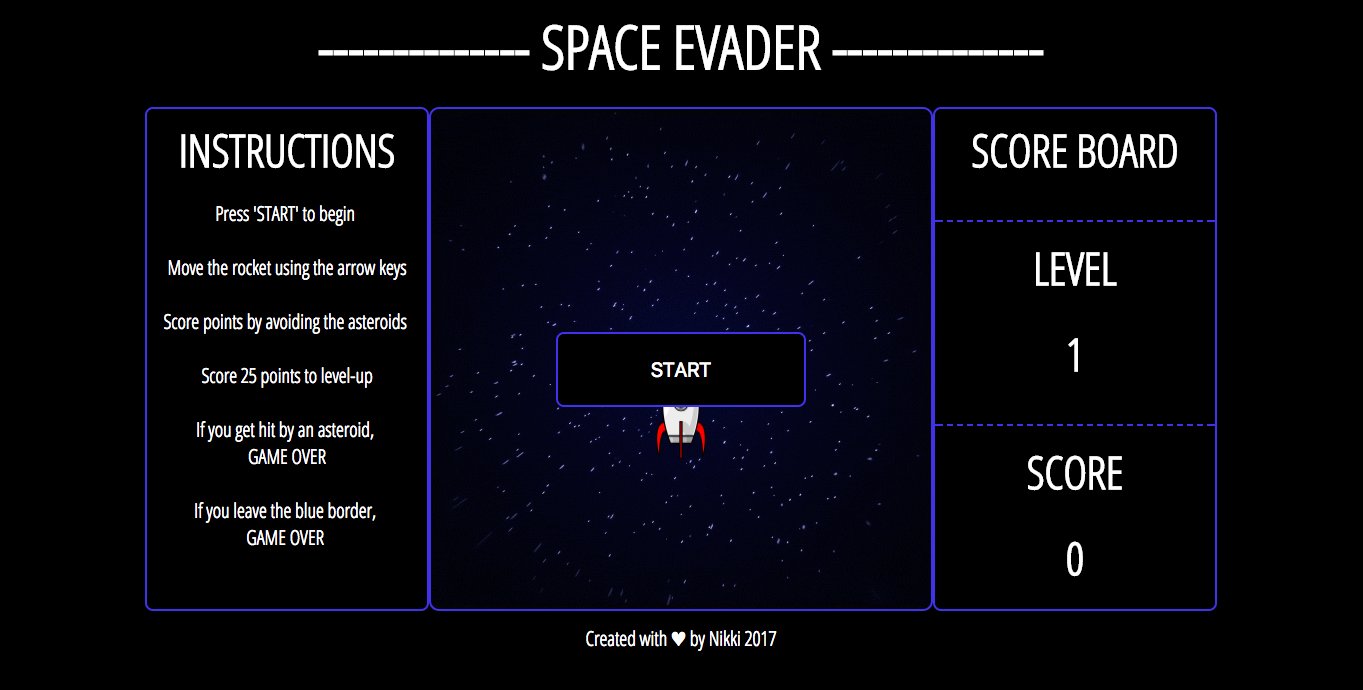 -------------- SPACE EVADER --------------
INSTRUCTIONS
Press 'START' to begin
Move the rocket using the arrow keys
Score points by avoiding the asteroids
Score 25 points to level-up
If you get hit by an asteroid,
GAME OVER
If you leave the blue border,
GAME OVER
START
SCORE BOARD
LEVEL
1
SCORE
0
Created with ♥ by Nikki 2017